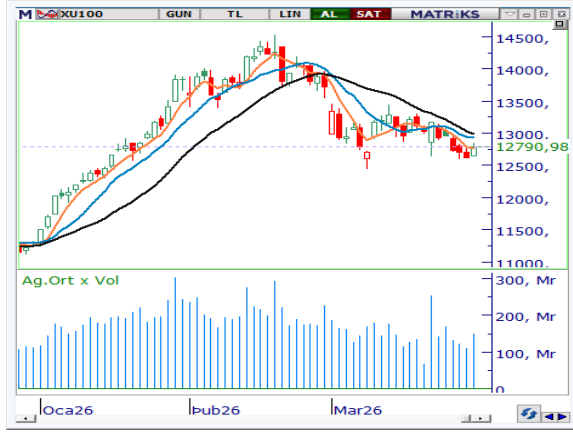 M XU100 GUN TL LIN AL SAT MATRiKS
14500,
14000,
13500,
13000,
12790,98
12500,
12000,
11500,
11000,
Ag.Ort x Vol
300, Mr
200, Mr
100, Mr
0
Oca26 Þub26 Mar26